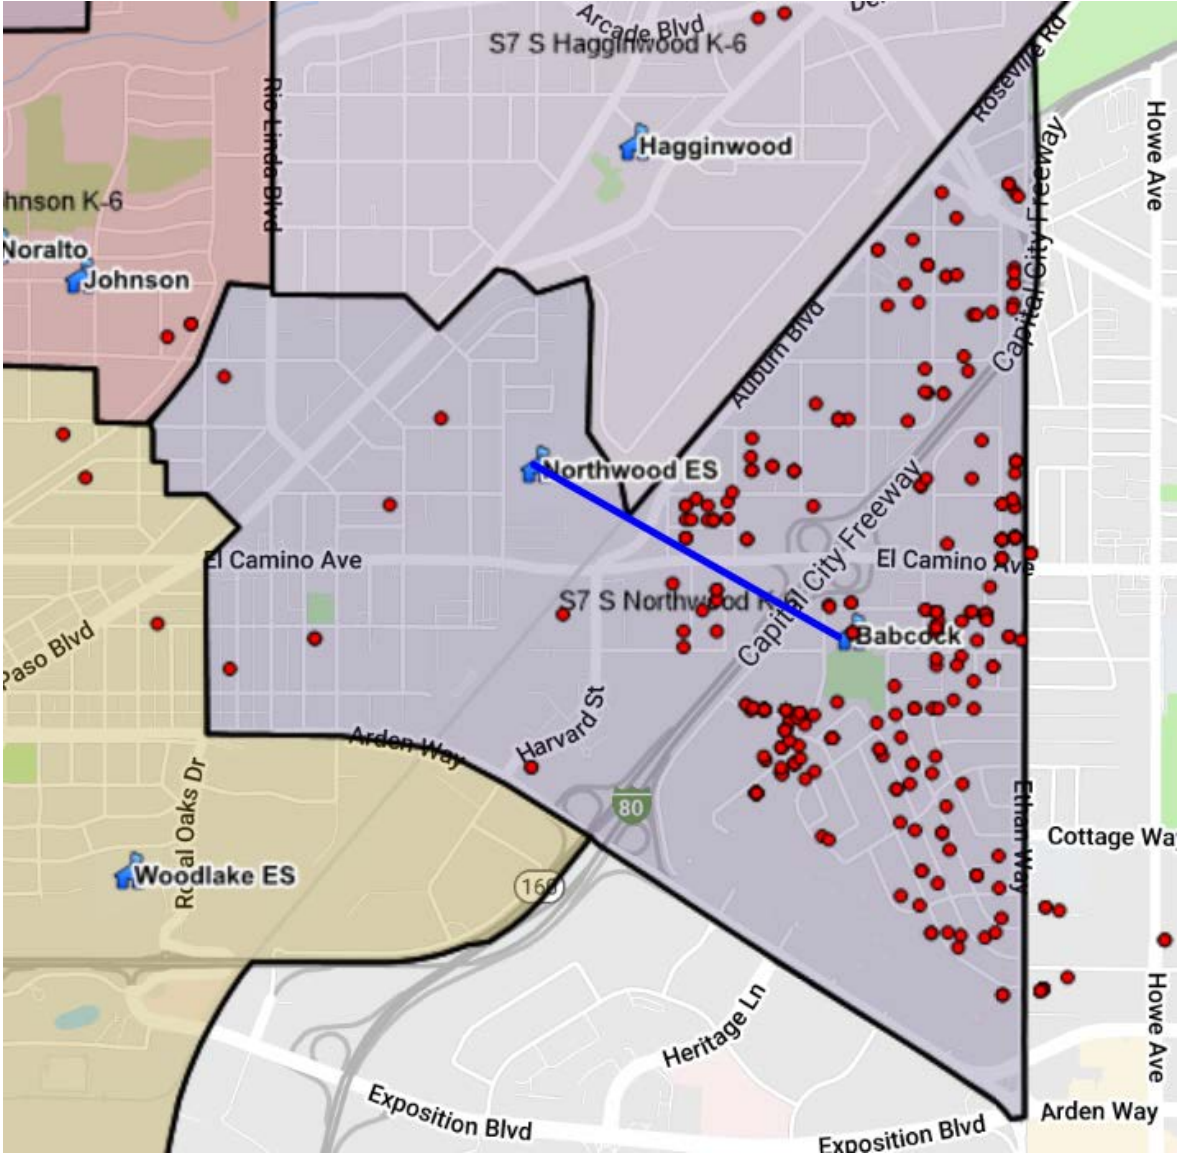 Arcade Blvd
S7 S Hagginwood K-6
Roseville Rd
Rio Linda Blvd
Hagginwood
Howe Ave
hnson K-6
Capital City Freeway
Noralto
Johnson
Auburn Blvd
Northwood ES
Capital City Freeway
El Camino Ave
El Camino Ave
S7 S Northwood K-6
Babcock
Paso Blvd
Harvard St
Arden Way
Royal Oaks Dr
80
Ethan Way
Cottage Way
Woodlake ES
160
Howe Ave
Heritage Ln
Exposition Blvd
Exposition Blvd
Arden Way